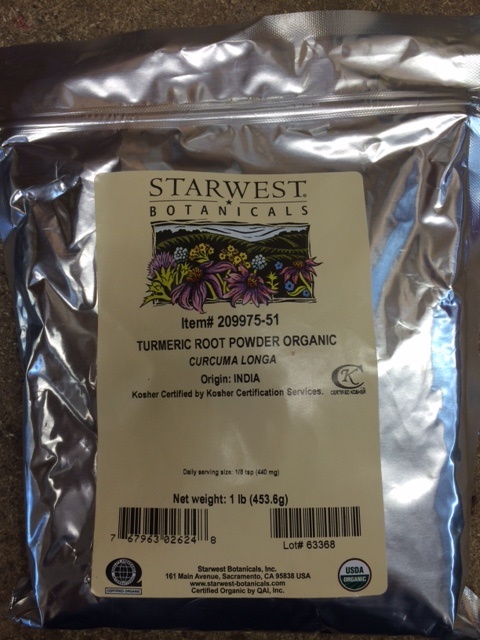 STARWEST®
BOTANICALS
Item# 209975-51
TURMERIC ROOT POWDER ORGANIC
CURCUMA LONGA
Origin: INDIA
Kosher Certified by Kosher Certification Services.
K
Daily serving size: 1/8 tsp (440 mg)
Net weight: 1 lb (453.6g)
7 67963 02624 8
Lot# 63368
Starwest Botanicals, Inc.
161 Main Avenue, Sacramento, CA 95838 USA
www.starwest-botanicals.com
Certified Organic by QAI, Inc.
CERTIFIED ORGANIC
USDA
ORGANIC